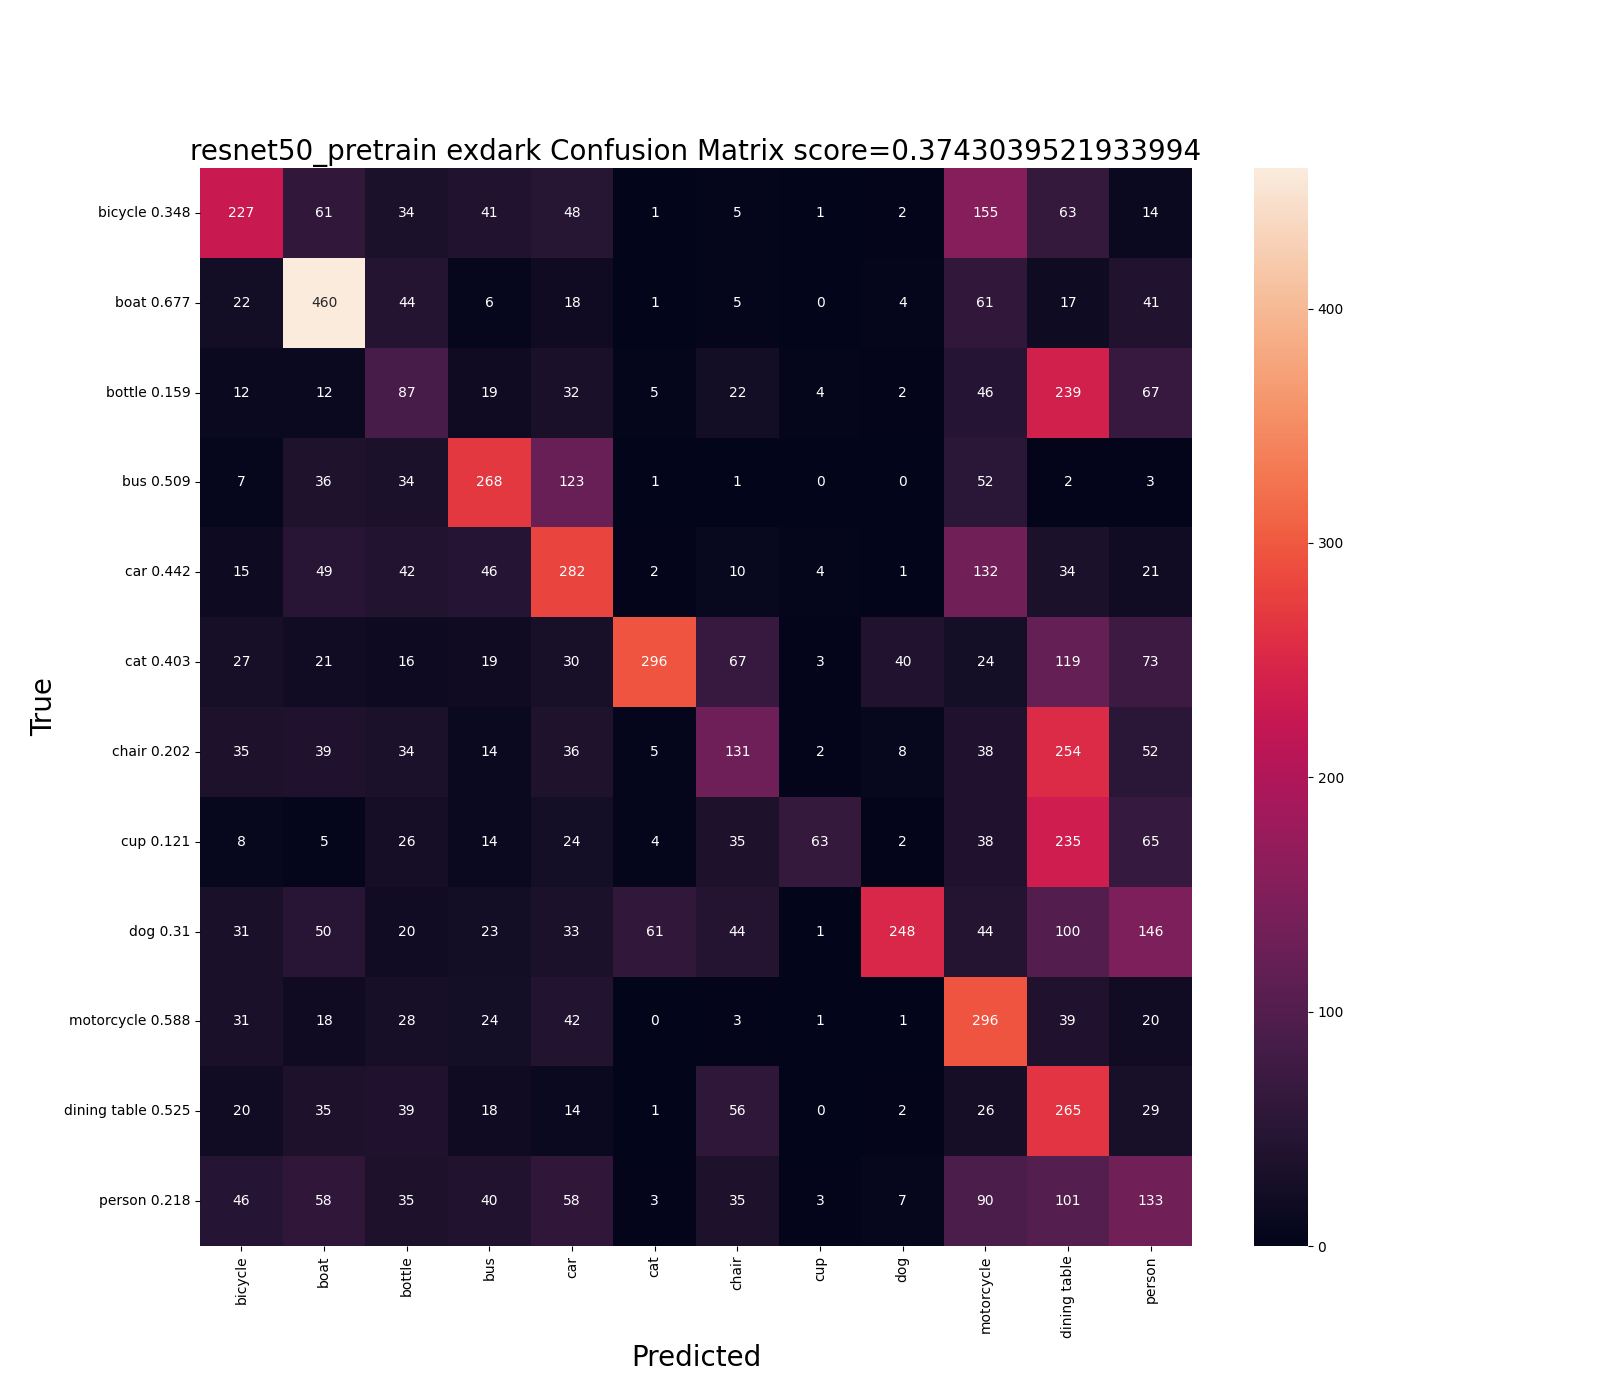 resnet50_pretrain exdark Confusion Matrix score=0.3743039521933994
bicycle 0.348 227 61 34 41 48 1 5 1 2 155 63 14
boat 0.677 22 460 44 6 18 1 5 0 4 61 17 41
400
bottle 0.159 12 12 87 19 32 5 22 4 2 46 239 67
bus 0.509 7 36 34 268 123 1 1 0 0 52 2 3
300
car 0.442 15 49 42 46 282 2 10 4 1 132 34 21
cat 0.403 27 21 16 19 30 296 67 3 40 24 119 73
True
chair 0.202 35 39 34 14 36 5 131 2 8 38 254 52
200
cup 0.121 8 5 26 14 24 4 35 63 2 38 235 65
dog 0.31 31 50 20 23 33 61 44 1 248 44 100 146
100
motorcycle 0.588 31 18 28 24 42 0 3 1 1 296 39 20
dining table 0.525 20 35 39 18 14 1 56 0 2 26 265 29
person 0.218 46 58 35 40 58 3 35 3 7 90 101 133
0
bicycle boat bottle bus car cat chair cup dog motorcycle dining table person
Predicted